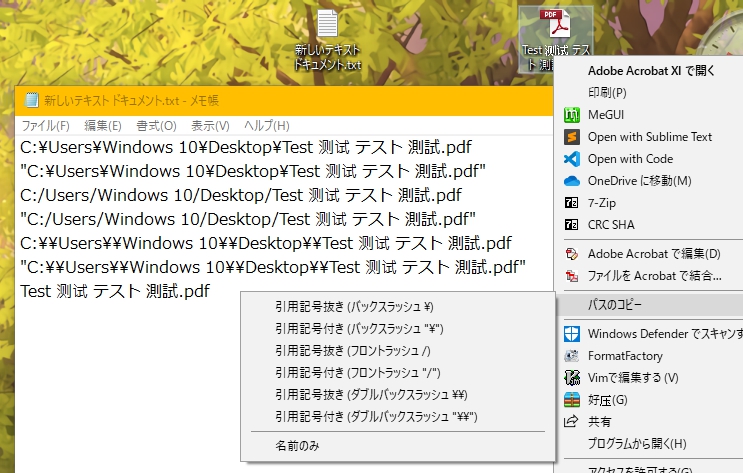 新しいテキスト
ドキュメント.txt
Test 测试 テス
ト 測試.pdf
新しいテキスト ドキュメント.txt - メモ帳
ファイル(F) 編集(E) 書式(O) 表示(V) ヘルプ(H)
C:¥Users¥Windows 10¥Desktop¥Test 测试 テスト 測試.pdf
"C:¥Users¥Windows 10¥Desktop¥Test 测试 テスト 測試.pdf"
C:/Users/Windows 10/Desktop/Test 测试 テスト 測試.pdf
"C:/Users/Windows 10/Desktop/Test 测试 テスト 測試.pdf"
C:¥¥Users¥¥Windows 10¥¥Desktop¥¥Test 测试 テスト 測試.pdf
"C:¥¥Users¥¥Windows 10¥¥Desktop¥¥Test 测试 テスト 測試.pdf"
Test 测试 テスト 測試.pdf
Adobe Acrobat XI で開く
印刷(P)
MeGUI
Open with Sublime Text
Open with Code
OneDrive に移動(M)
7-Zip
CRC SHA
Adobe Acrobat で編集(D)
ファイルを Acrobat で結合...
パスのコピー
Windows Defender でスキャンす
FormatFactory
Vimで編集する (V)
好压(G)
共有
プログラムから開く(H)
アクセスを許可する(G)
引用記号抜き (バックスラッシュ ¥)
引用記号付き (バックスラッシュ "¥")
引用記号抜き (フロントラッシュ /)
引用記号付き (フロントラッシュ "/")
引用記号抜き (ダブルバックスラッシュ ¥¥)
引用記号付き (ダブルバックスラッシュ "¥¥")
名前のみ